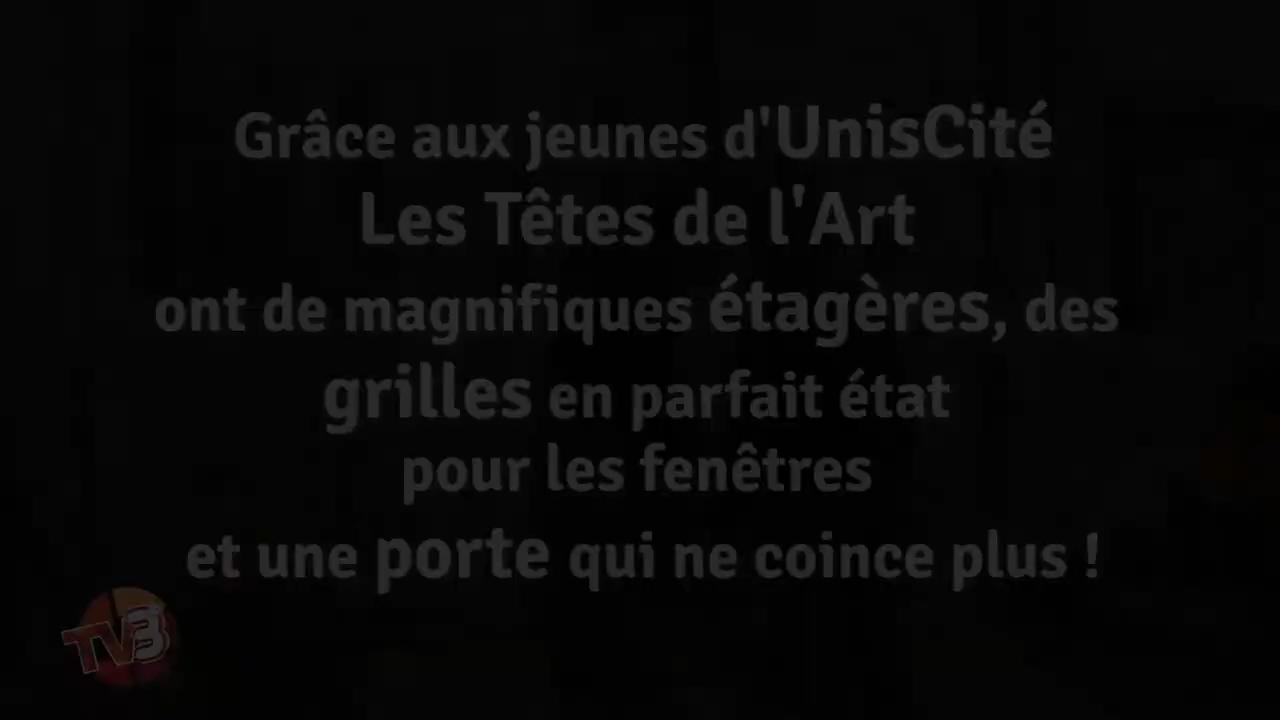 Grâce aux jeunes d'UnisCité
Les Têtes de l'Art
ont de magnifiques étagères, des
grilles en parfait état
pour les fenêtres
et une porte qui ne coince plus !
TV3